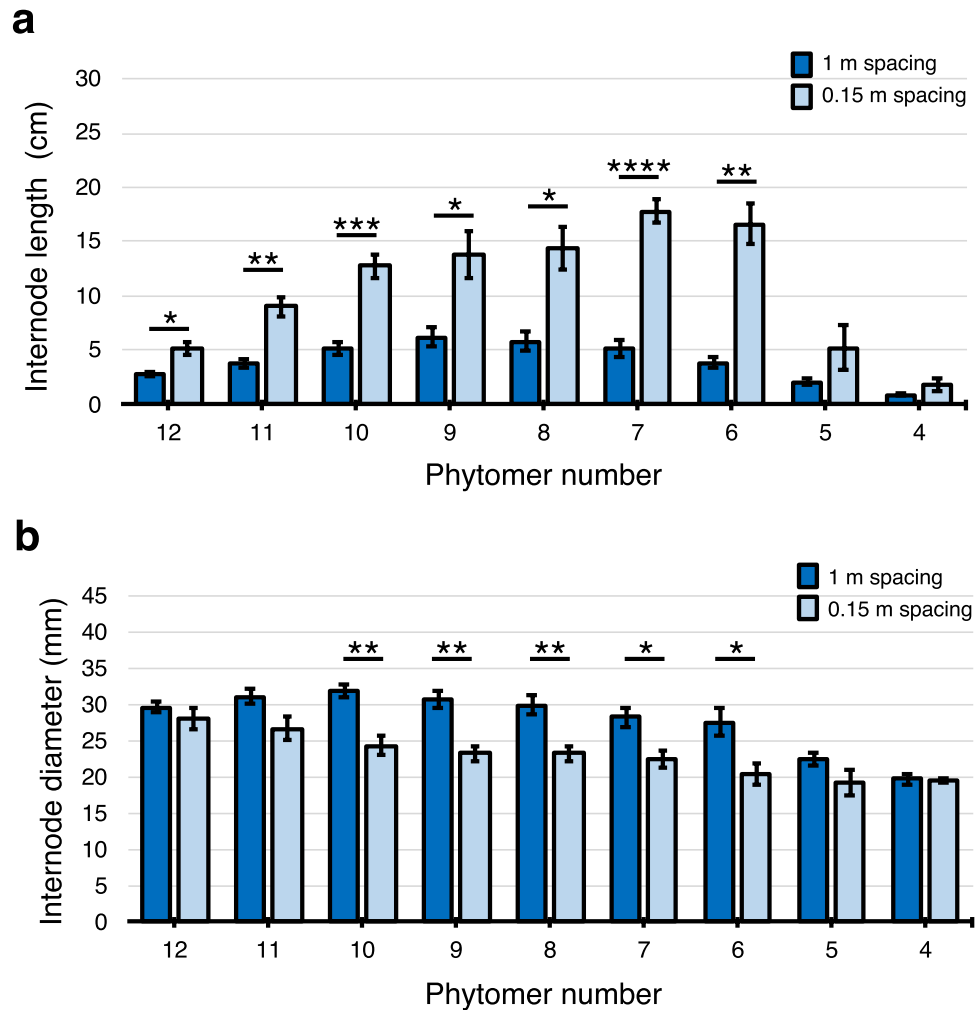 a
1 m spacing
0.15 m spacing
Internode length (cm)
30
25
20
15
10
5
0
* ** *** * * **** **
12 11 10 9 8 7 6 5 4
Phytomer number
b
1 m spacing
0.15 m spacing
Internode diameter (mm)
45
40
35
30
25
20
15
10
5
0
** ** ** * *
12 11 10 9 8 7 6 5 4
Phytomer number